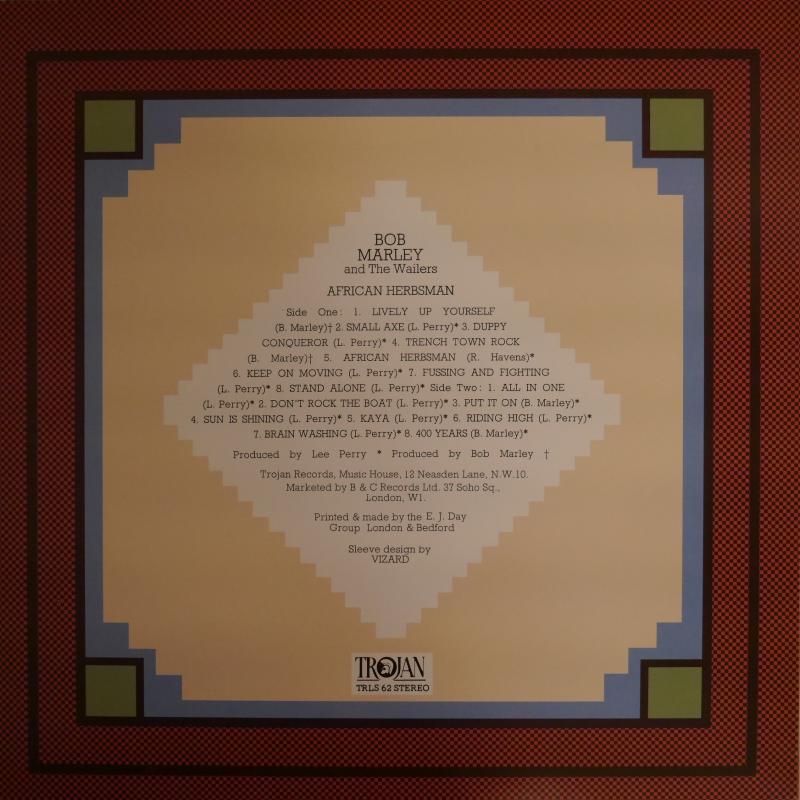 BOB
MARLEY
and The Wailers
AFRICAN HERBSMAN
Side One: 1. LIVELY UP YOURSELF
(B. Marley)† 2. SMALL AXE (L. Perry)* 3. DUPPY
CONQUEROR (L. Perry)* 4. TRENCH TOWN ROCK
(B. Marley)† 5. AFRICAN HERBSMAN (R. Havens)*
6. KEEP ON MOVING (L. Perry)* 7. FUSSING AND FIGHTING
(L. Perry)* 8. STAND ALONE (L. Perry)* Side Two: 1. ALL IN ONE
(L. Perry)* 2. DON'T ROCK THE BOAT (L. Perry)* 3. PUT IT ON (B. Marley)*
4. SUN IS SHINING (L. Perry)* 5. KAYA (L. Perry)* 6. RIDING HIGH (L. Perry)*
7. BRAIN WASHING (L. Perry)* 8. 400 YEARS (B. Marley)*
Produced by Lee Perry * Produced by Bob Marley †
Trojan Records, Music House, 12 Neasden Lane, N.W.10.
Marketed by B & C Records Ltd. 37 Soho Sq.,
London, W1.
Printed & made by the E. J. Day
Group London & Bedford
Sleeve design by
VIZARD
TROJAN
TRLS 62 STEREO